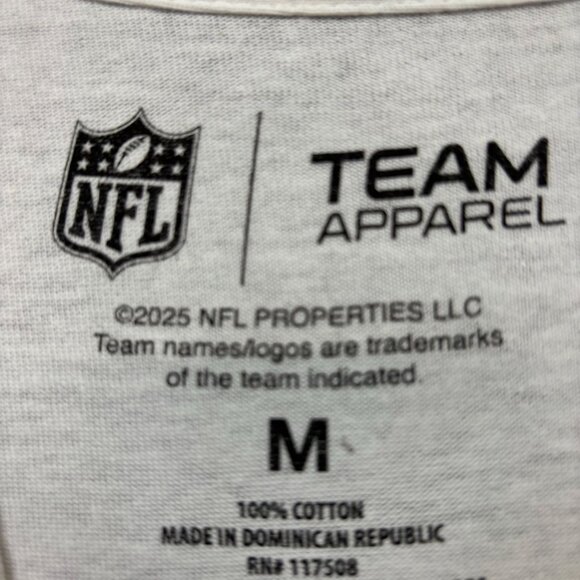 NFL
TEAM
APPAREL
©2025 NFL PROPERTIES LLC
Team names/logos are trademarks
of the team indicated.
M
100% COTTON
MADE IN DOMINICAN REPUBLIC
RN# 117508